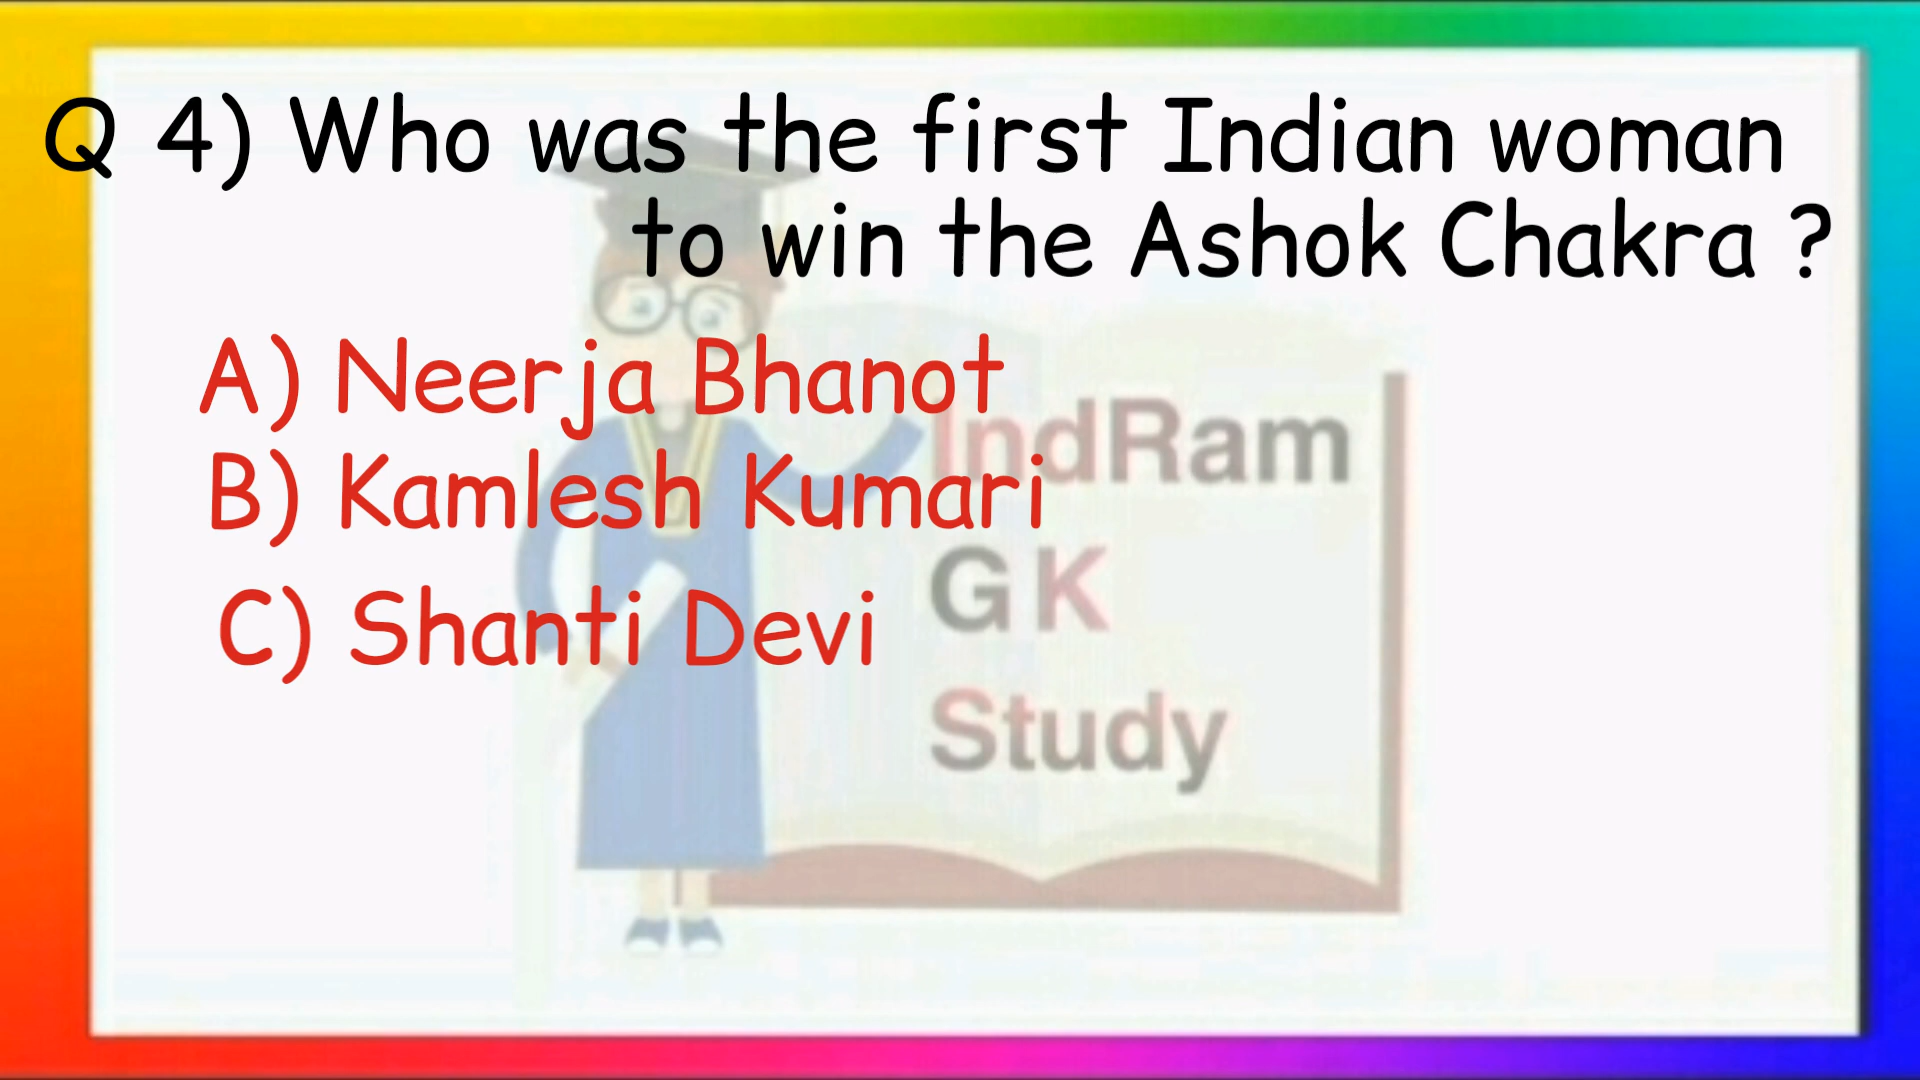 Q 4) Who was the first Indian woman
to win the Ashok Chakra ?
A) Neerja Bhanot
B) Kamlesh Kumari
C) Shanti Devi
IndRam
GK
Study